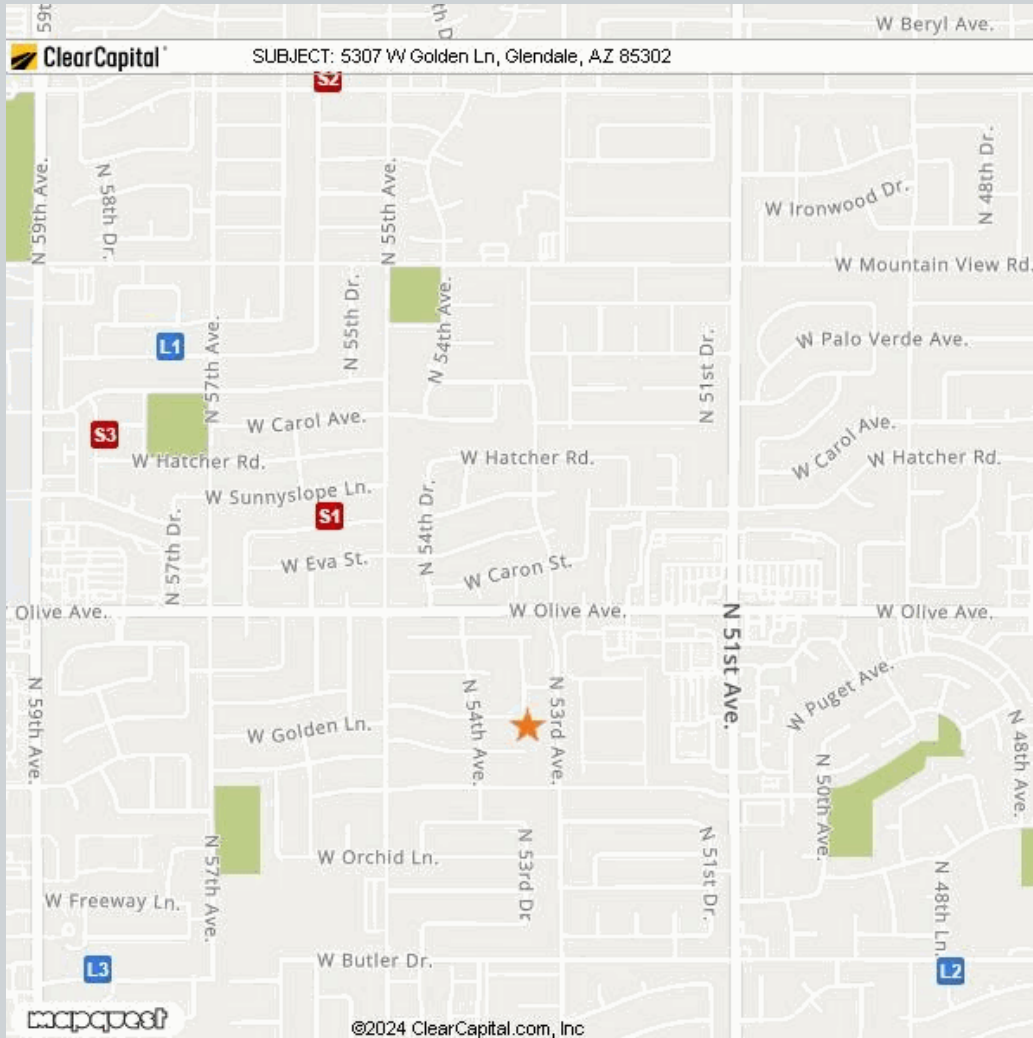 59t
th D
W Beryl Ave.
ClearCapital
SUBJECT: 5307 W Golden Ln, Glendale, AZ 85302
S2
N 59th Ave.
N 58th Dr.
N 55th Ave.
W Ironwood Dr.
N 48th Dr.
W Mountain View Rd.
N 55th Dr.
N 54th Ave.
L1
N 57th Ave.
N 51st Dr.
W Palo Verde Ave.
W Carol Ave.
W Carol Ave.
S3
W Hatcher Rd.
W Hatcher Rd.
W Hatcher Rd.
W Sunnyslope Ln.
S1
N 54th Dr.
N 57th Dr.
W Eva St.
W Caron St.
Olive Ave.
W Olive Ave.
W Olive Ave.
N 51st Ave.
N 59th Ave.
W Golden Ln.
N 54th Ave.
N 53rd Ave.
W Puget Ave.
N 48th Ave.
N 50th Ave.
N 57th Ave.
W Orchid Ln.
N 53rd Dr
N 51st Dr.
W Freeway Ln.
N 48th Ln.
L3
W Butler Dr.
L2
mapquest
©2024 ClearCapital.com, Inc